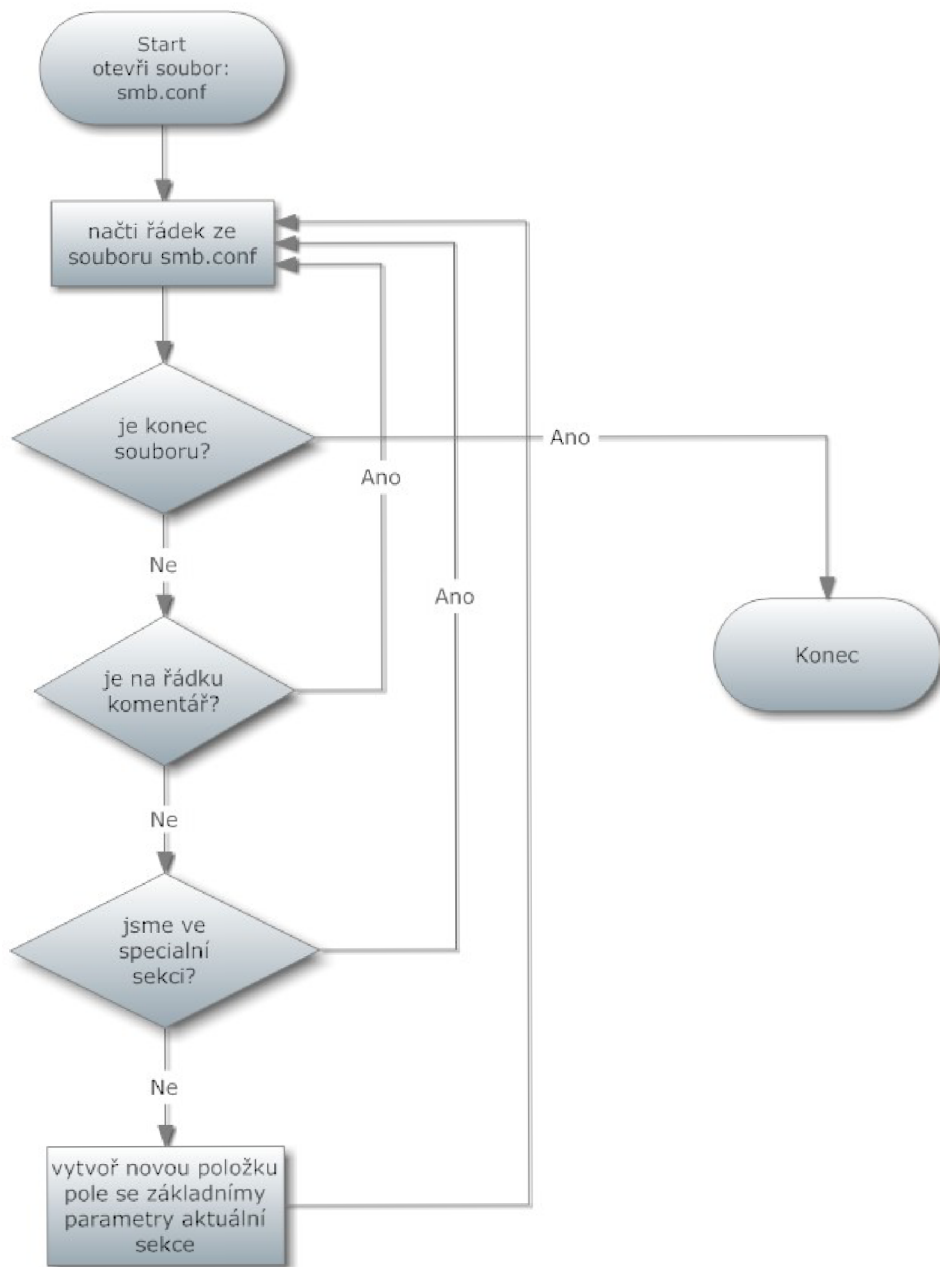 Start
otevři soubor:
smb.conf
načti řádek ze
souboru smb.conf
je konec
souboru?
Ano
Ano
Ne
Ano
je na řádku
komentář?
Konec
Ne
jsme ve
specialní
sekci?
Ne
vytvoř novou položku
pole se základnímy
parametry aktuální
sekce